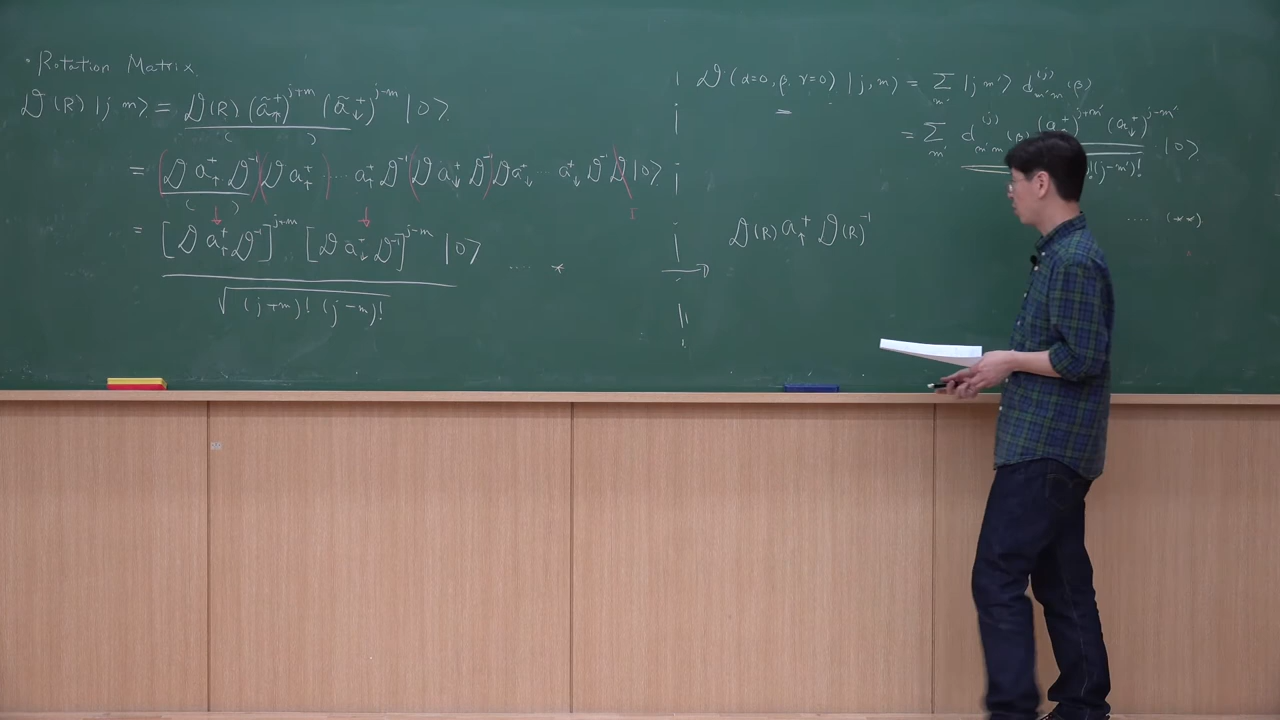 · Rotation Matrix.
𝒟(R) |j, m⟩ = 𝒟(R) (a↑⁺)^{j+m} (a↓⁺)^{j-m} |0⟩
= (𝒟 a↑⁺ 𝒟⁻¹)(𝒟 a↑⁺ ) ... a↑⁺ 𝒟⁻¹ (𝒟 a↓⁺ 𝒟⁻¹) 𝒟 a↓⁺ ... a↓⁺ 𝒟⁻¹ 𝒟 |0⟩
I
= [𝒟 a↑⁺ 𝒟⁻¹]^{j+m} [𝒟 a↓⁺ 𝒟⁻¹]^{j-m} |0⟩ .... *
√(j+m)! (j-m)!
𝒟(α=0, β, γ=0) |j, m⟩ = Σ_{m'} |j m'⟩ d^{(j)}_{m'm}(β)
= Σ_{m'} d^{(j)}_{m'm}(β) (a↑⁺)^{j+m'} (a↓⁺)^{j-m'} |0⟩
(j-m')!
.... (**)
𝒟(R) a↑⁺ 𝒟(R)⁻¹